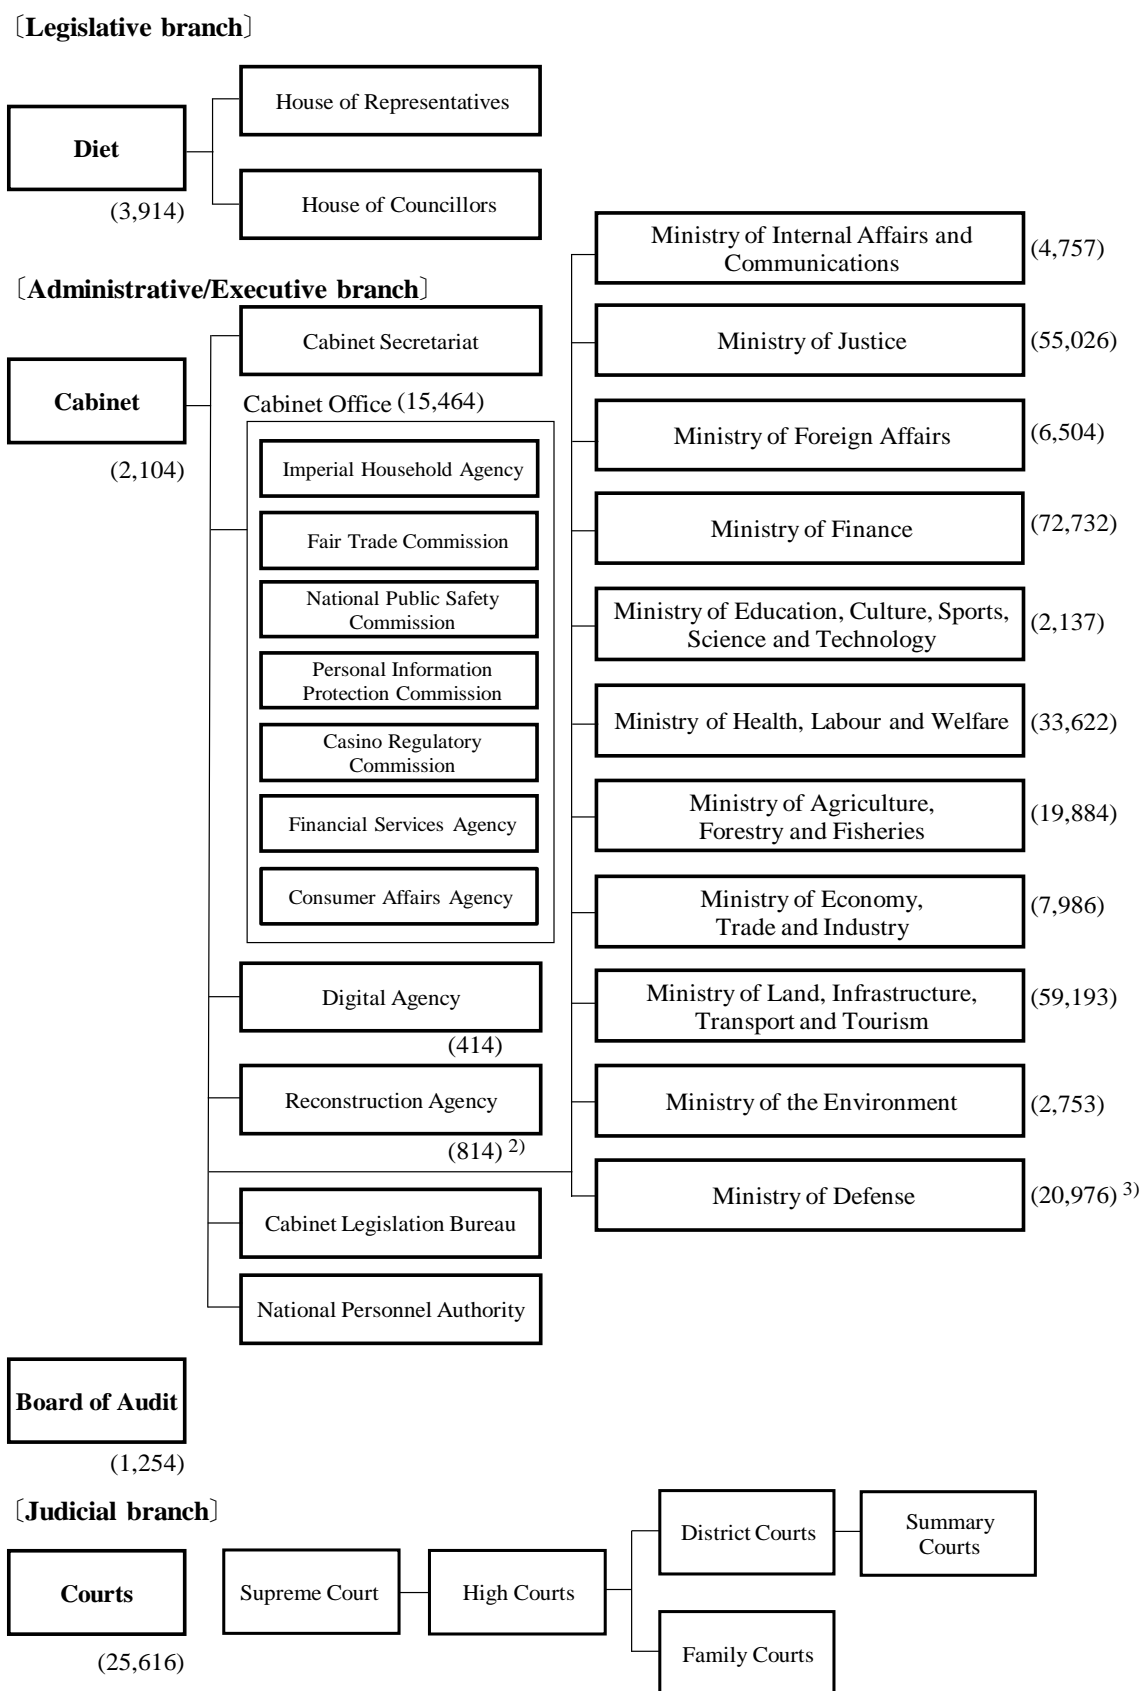 〔Legislative branch〕
House of Representatives
Diet
(3,914)
House of Councillors
〔Administrative/Executive branch〕
Cabinet Secretariat
Cabinet
(2,104)
Cabinet Office (15,464)
Imperial Household Agency
Fair Trade Commission
National Public Safety
Commission
Personal Information
Protection Commission
Casino Regulatory
Commission
Financial Services Agency
Consumer Affairs Agency
Digital Agency
(414)
Reconstruction Agency
(814) 2)
Cabinet Legislation Bureau
National Personnel Authority
Ministry of Internal Affairs and
Communications
(4,757)
Ministry of Justice
(55,026)
Ministry of Foreign Affairs
(6,504)
Ministry of Finance
(72,732)
Ministry of Education, Culture, Sports,
Science and Technology
(2,137)
Ministry of Health, Labour and Welfare
(33,622)
Ministry of Agriculture,
Forestry and Fisheries
(19,884)
Ministry of Economy,
Trade and Industry
(7,986)
Ministry of Land, Infrastructure,
Transport and Tourism
(59,193)
Ministry of the Environment
(2,753)
Ministry of Defense
(20,976) 3)
Board of Audit
(1,254)
〔Judicial branch〕
Courts
(25,616)
Supreme Court
High Courts
District Courts
Summary
Courts
Family Courts